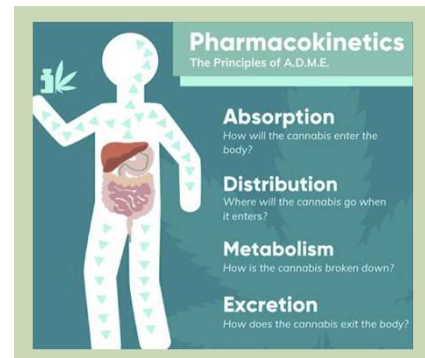 Pharmacokinetics
The Principles of A.D.M.E.
Absorption
How will the cannabis enter the
body?
Distribution
Where will the cannabis go when
it enters?
Metabolism
How is the cannabis broken down?
Excretion
How does the cannabis exit the body?